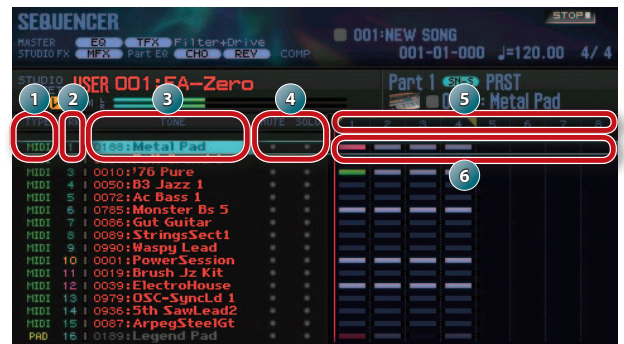 SEQUENCER STOP
MASTER EQ TFX Filter+Drive 001:NEW SONG
STUDIO FX MFX Part EQ CHO REV COMP 001-01-000 ♩=120.00 4/ 4
STUDIO USER 001:FA-Zero Part 1 SN-S PRST
: Metal Pad
1 2 3 4 5
TYPE TONE MUTE SOLO 1 2 3 4 5 6 7 8
MIDI 1 0188:Metal Pad
6
MIDI 3 0010:'76 Pure
MIDI 4 0050:B3 Jazz 1
MIDI 5 0072:Ac Bass 1
MIDI 6 0785:Monster Bs 5
MIDI 7 0086:Gut Guitar
MIDI 8 0089:StringsSect1
MIDI 9 0990:Waspy Lead
MIDI 10 0001:PowerSession
MIDI 11 0019:Brush Jz Kit
MIDI 12 0039:ElectroHouse
MIDI 13 0979:OSC-SyncLd 1
MIDI 14 0936:5th SawLead2
MIDI 15 0087:ArpegSteelGt
PAD 16 0189:Legend Pad